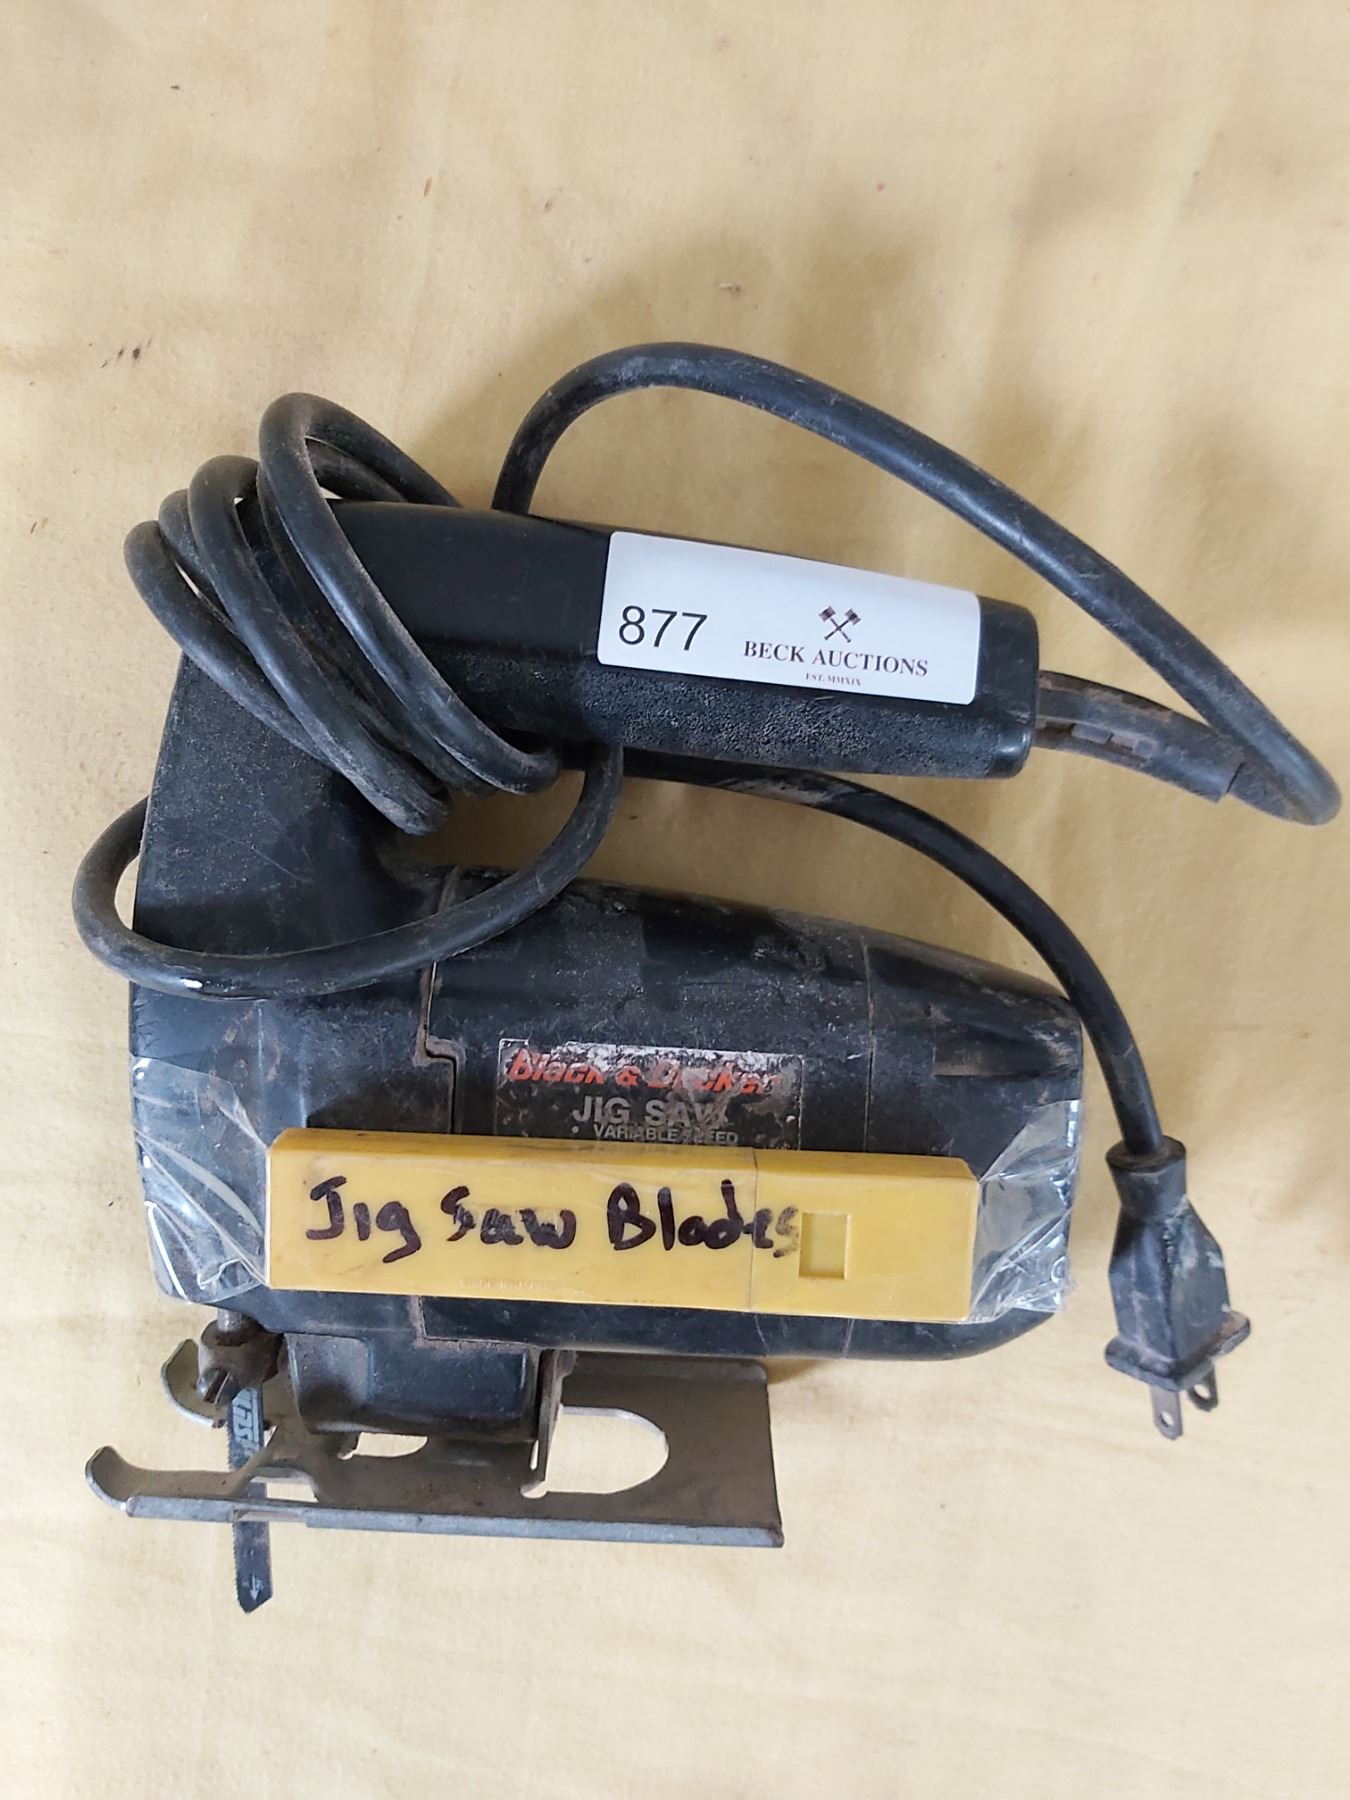 877
BECK AUCTIONS
EST. MMXIX
Black & Decker
JIG SAW
• VARIABLE SPEED
Jig Saw Blades